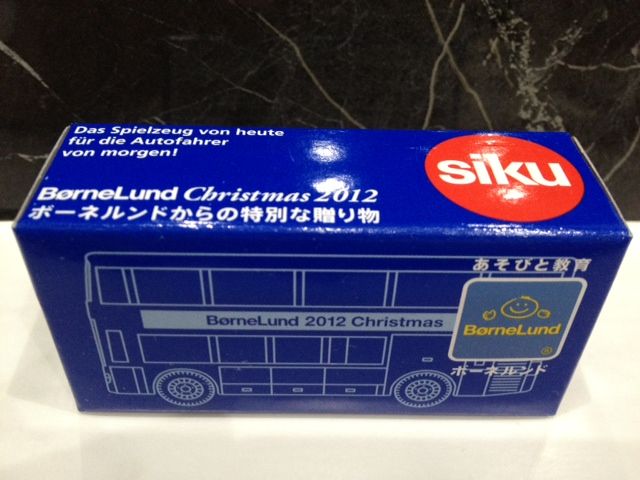 Das Spielzeug von heute
für die Autofahrer
von morgen!
siku
BørneLund Christmas 2012
ボーネルンドからの特別な贈り物
あそびと教育
BørneLund 2012 Christmas
BørneLund
®
ボーネルンド